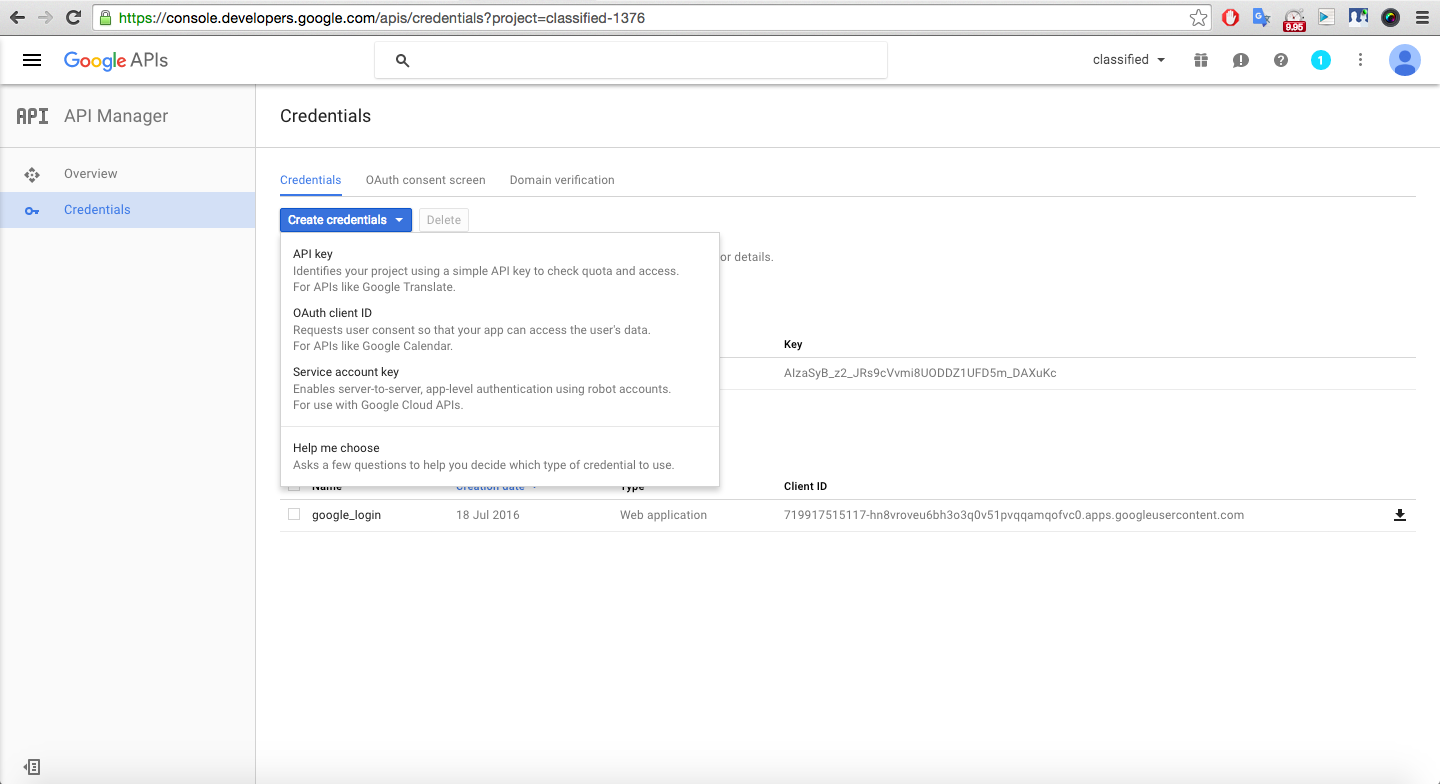 https://console.developers.google.com/apis/credentials?project=classified-1376
0.95
Google APIs
classified
1
API API Manager
Credentials
Overview
Credentials
Credentials OAuth consent screen Domain verification
Create credentials Delete
API key
Identifies your project using a simple API key to check quota and access.
For APIs like Google Translate.
or details.
OAuth client ID
Requests user consent so that your app can access the user's data.
For APIs like Google Calendar.
Key
Service account key
Enables server-to-server, app-level authentication using robot accounts.
For use with Google Cloud APIs.
AIzaSyB_z2_JRs9cVvmi8UODDZ1UFD5m_DAXuKc
Help me choose
Asks a few questions to help you decide which type of credential to use.
Name Creation date Type Client ID
google_login 18 Jul 2016 Web application 719917515117-hn8vroveu6bh3o3q0v51pvqqamqofvc0.apps.googleusercontent.com